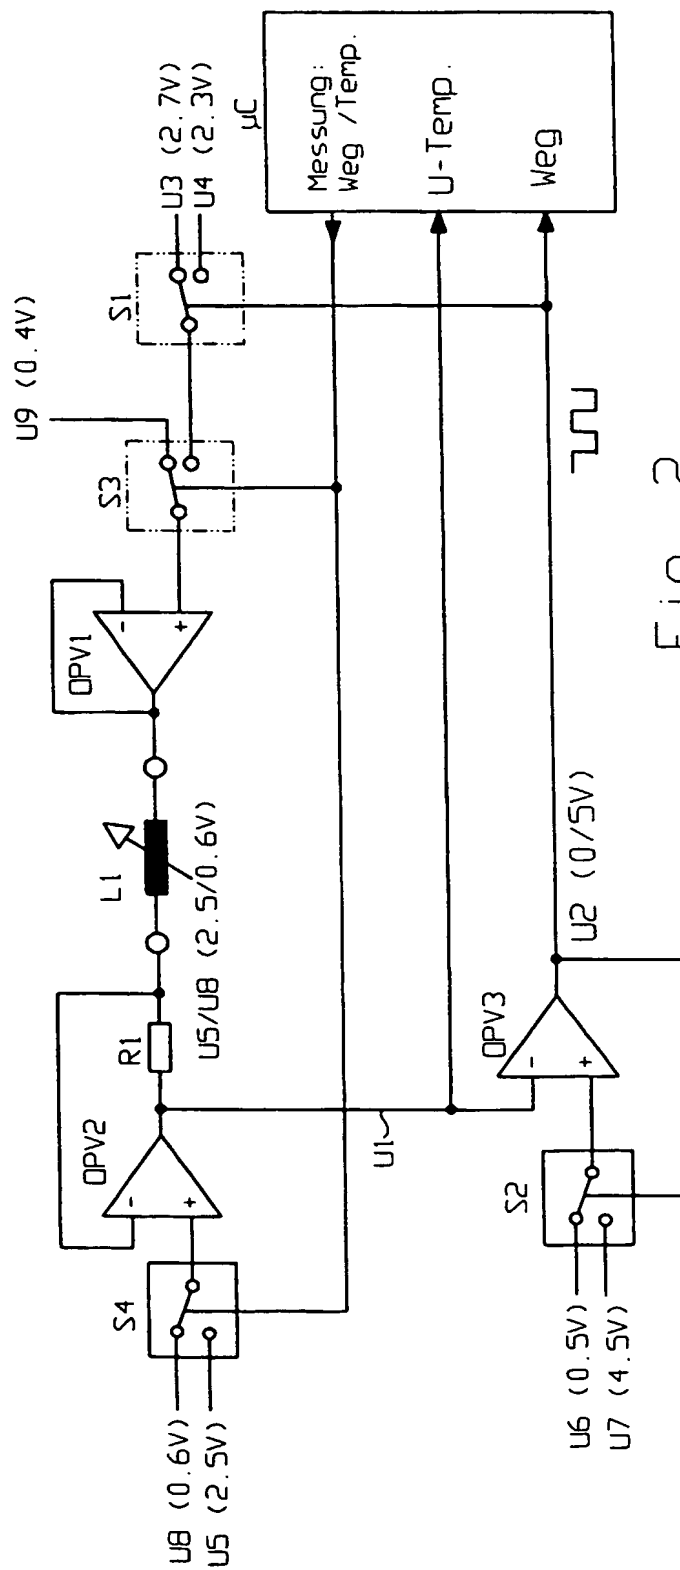 U9 (0.4V)
U3 (2.7V)
U4 (2.3V)
S1
S3
µC
Messung:
Weg /Temp.
U-Temp.
Weg
OPV1
L1
U5/U8 (2.5/0.6V)
R1
OPV2
S4
U8 (0.6V)
U5 (2.5V)
U1
OPV3
U2 (0/5V)
S2
U6 (0.5V)
U7 (4.5V)
Fig. 2